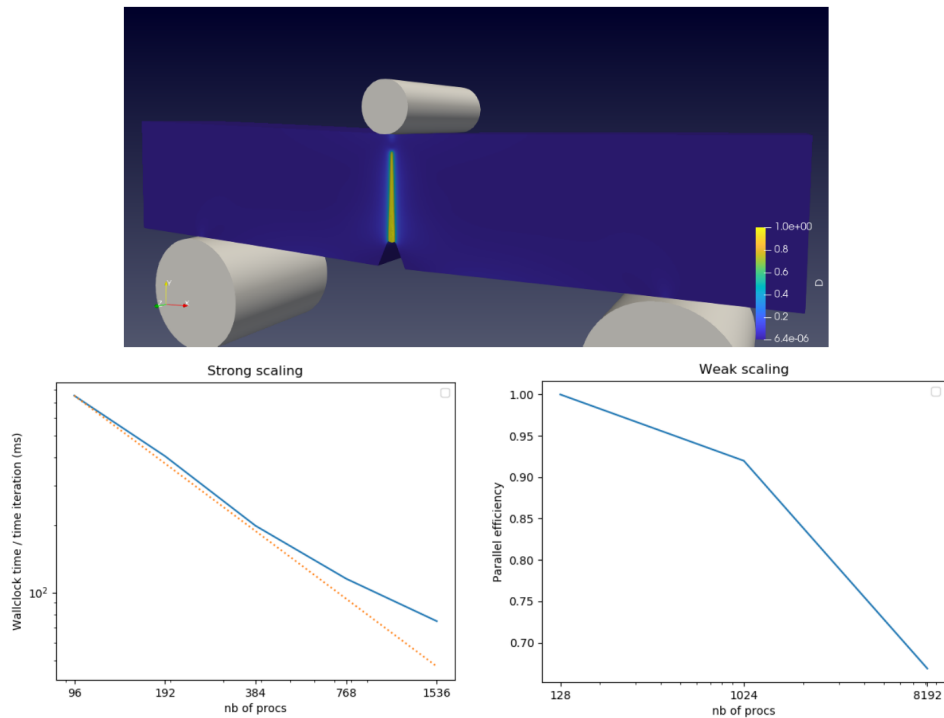 1.0e+00
0.8
0.6
0.4
0.2
6.4e-06
D
Y
X
Strong scaling
Wallclock time / time iteration (ms)
10²
96 192 384 768 1536
nb of procs
Weak scaling
Parallel efficiency
1.00
0.95
0.90
0.85
0.80
0.75
0.70
128 1024 8192
nb of procs